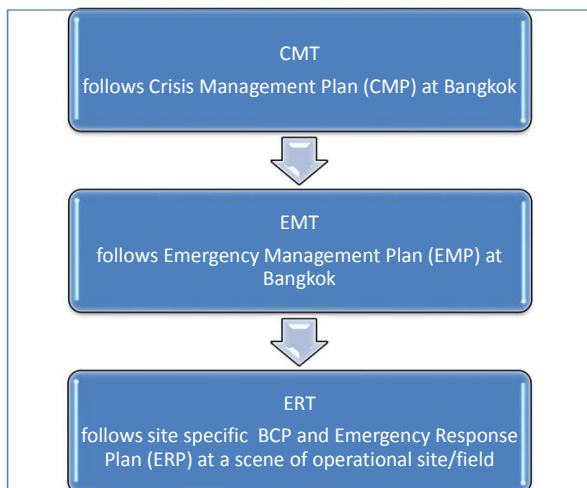 CMT
follows Crisis Management Plan (CMP) at Bangkok
EMT
follows Emergency Management Plan (EMP) at
Bangkok
ERT
follows site specific BCP and Emergency Response
Plan (ERP) at a scene of operational site/field